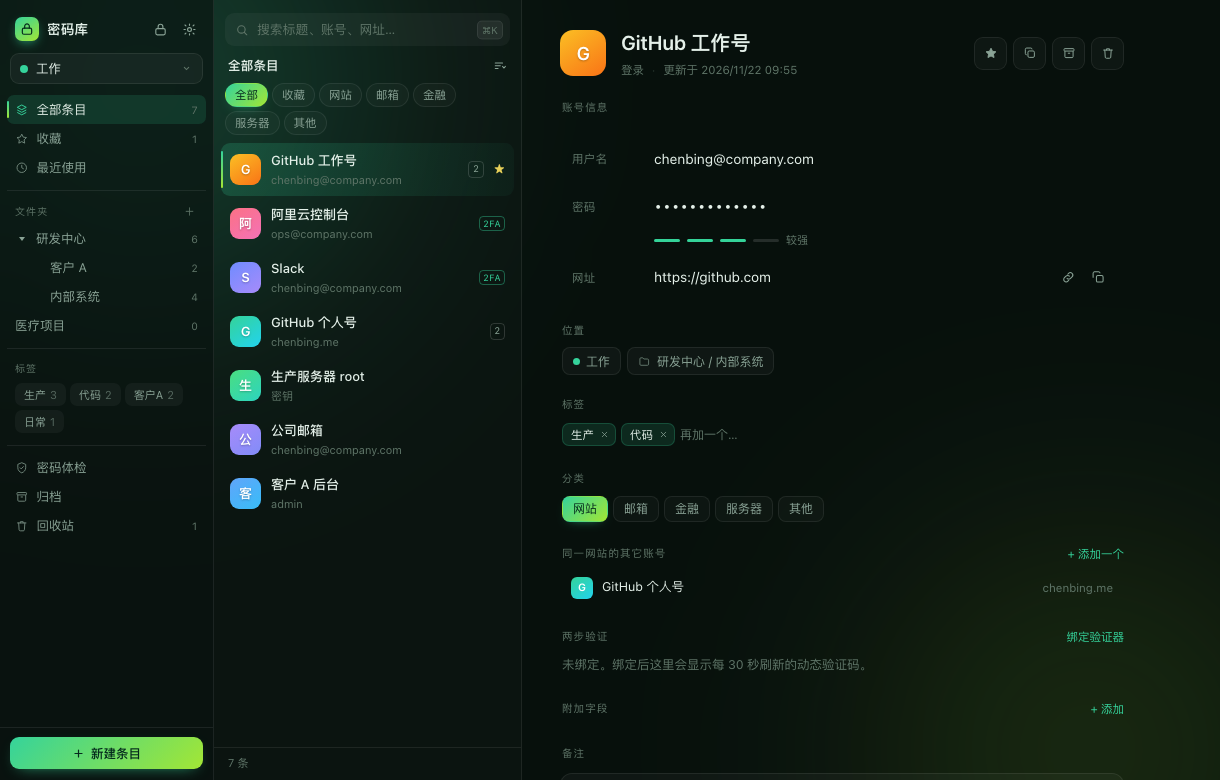 密码库
工作
全部条目 7
收藏 1
最近使用
文件夹 +
研发中心 6
客户 A 2
内部系统 4
医疗项目 0
标签
生产 3 代码 2 客户A 2
日常 1
密码体检
归档
回收站 1
+ 新建条目
搜索标题、账号、网址... ⌘K
全部条目
全部 收藏 网站 邮箱 金融
服务器 其他
G GitHub 工作号 2
chenbing@company.com
阿 阿里云控制台 2FA
ops@company.com
S Slack 2FA
chenbing@company.com
G GitHub 个人号 2
chenbing.me
生 生产服务器 root
密钥
公 公司邮箱
chenbing@company.com
客 客户 A 后台
admin
7 条
G GitHub 工作号
登录 · 更新于 2026/11/22 09:55
账号信息
用户名 chenbing@company.com
密码 •••••••••••••
较强
网址 https://github.com
位置
工作 研发中心 / 内部系统
标签
生产 × 代码 × 再加一个...
分类
网站 邮箱 金融 服务器 其他
同一网站的其它账号 + 添加一个
G GitHub 个人号 chenbing.me
两步验证 绑定验证器
未绑定。绑定后这里会显示每 30 秒刷新的动态验证码。
附加字段 + 添加
备注